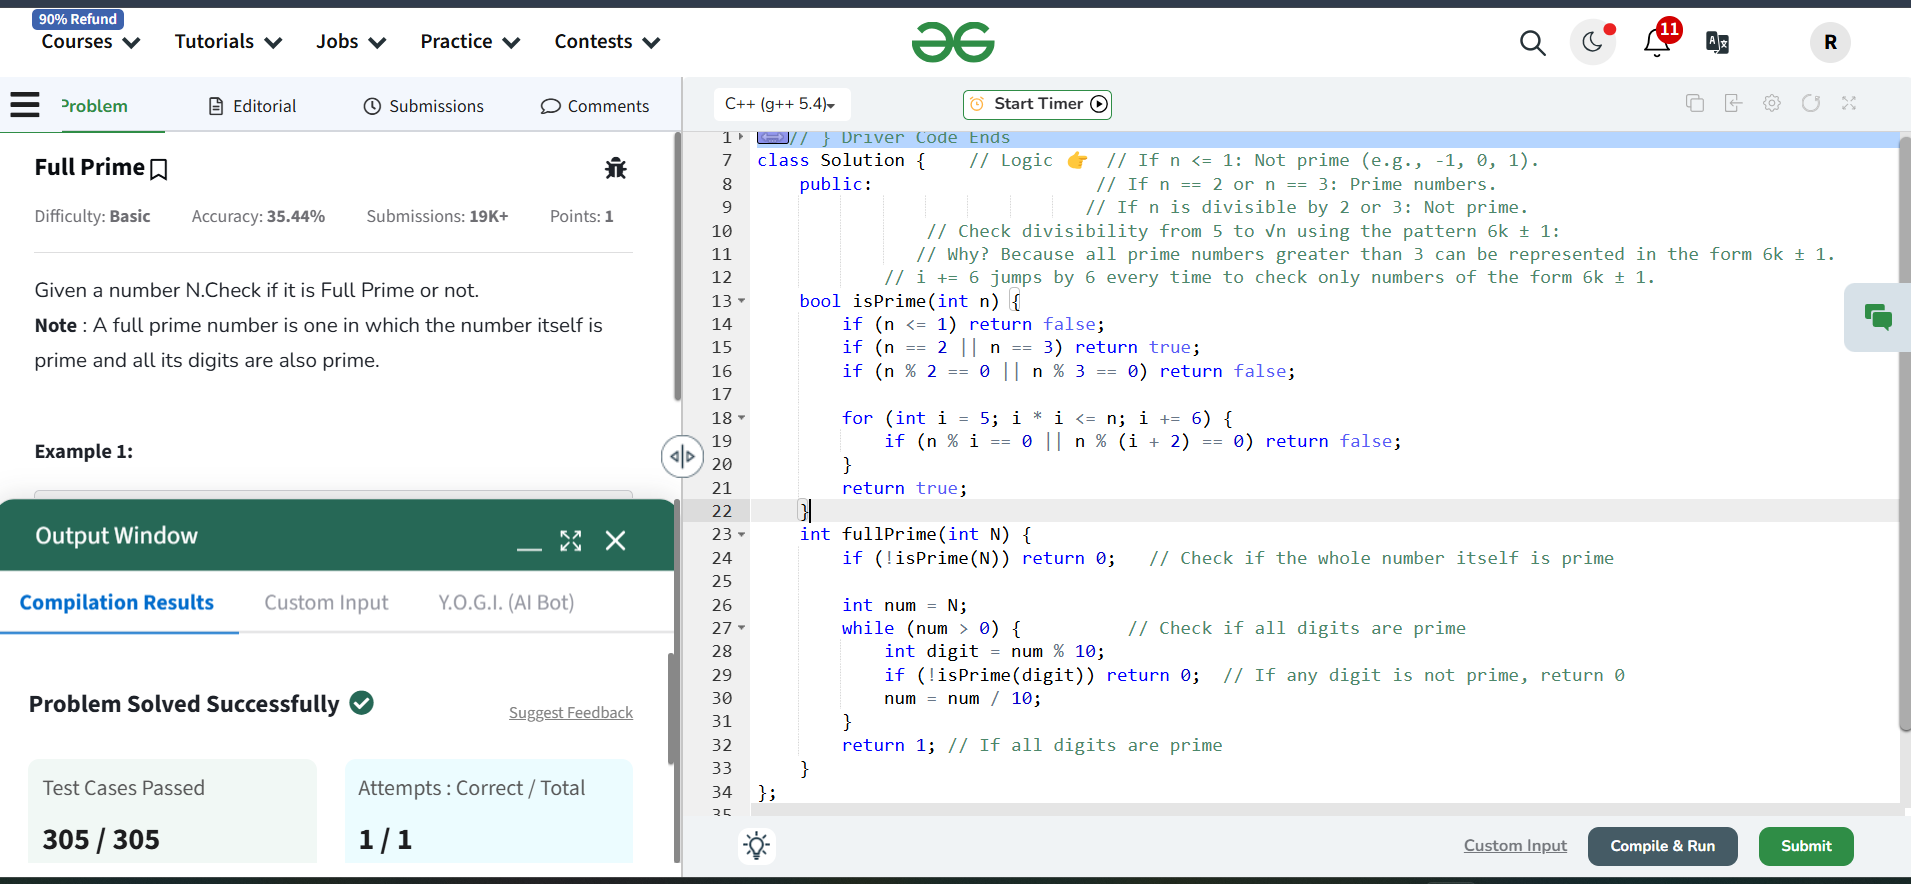 90% Refund
Courses Tutorials Jobs Practice Contests
11
R
Problem Editorial Submissions Comments
Full Prime
Difficulty: Basic Accuracy: 35.44% Submissions: 19K+ Points: 1
Given a number N.Check if it is Full Prime or not.
Note : A full prime number is one in which the number itself is
prime and all its digits are also prime.
Example 1:
Output Window
Compilation Results Custom Input Y.O.G.I. (AI Bot)
Problem Solved Successfully
Suggest Feedback
Test Cases Passed
305 / 305
Attempts : Correct / Total
1 / 1
C++ (g++ 5.4)
Start Timer
1 // } Driver Code Ends
7 class Solution { // Logic 👉 // If n <= 1: Not prime (e.g., -1, 0, 1).
8 public: // If n == 2 or n == 3: Prime numbers.
9 // If n is divisible by 2 or 3: Not prime.
10 // Check divisibility from 5 to √n using the pattern 6k ± 1:
11 // Why? Because all prime numbers greater than 3 can be represented in the form 6k ± 1.
12 // i += 6 jumps by 6 every time to check only numbers of the form 6k ± 1.
13 bool isPrime(int n) {
14 if (n <= 1) return false;
15 if (n == 2 || n == 3) return true;
16 if (n % 2 == 0 || n % 3 == 0) return false;
17
18 for (int i = 5; i * i <= n; i += 6) {
19 if (n % i == 0 || n % (i + 2) == 0) return false;
20 }
21 return true;
22 }
23 int fullPrime(int N) {
24 if (!isPrime(N)) return 0; // Check if the whole number itself is prime
25
26 int num = N;
27 while (num > 0) { // Check if all digits are prime
28 int digit = num % 10;
29 if (!isPrime(digit)) return 0; // If any digit is not prime, return 0
30 num = num / 10;
31 }
32 return 1; // If all digits are prime
33 }
34 };
35
Custom Input Compile & Run Submit